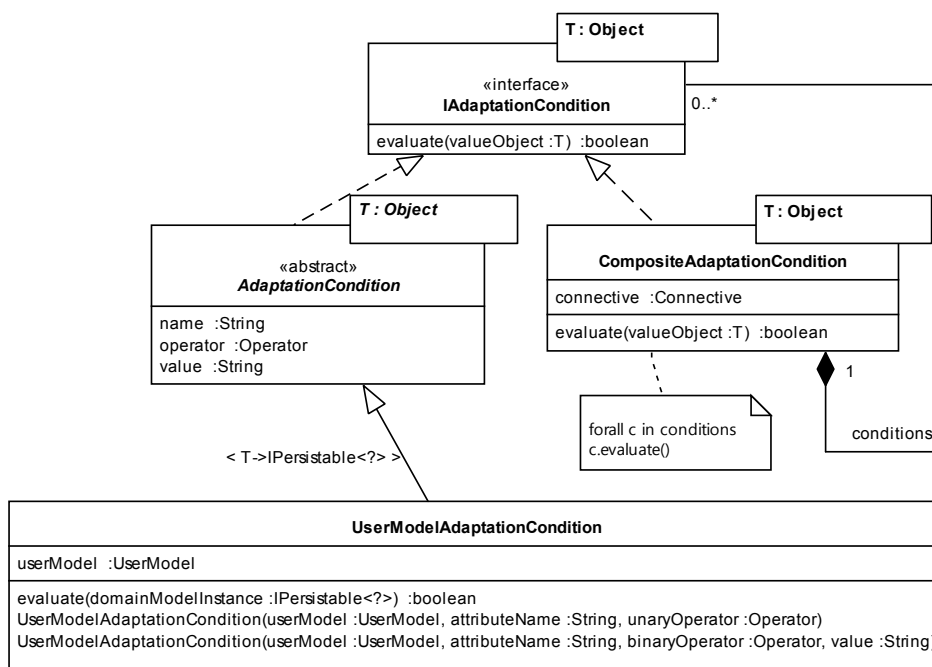 T : Object
«interface»
IAdaptationCondition
0..*
evaluate(valueObject :T) :boolean
T : Object
T : Object
«abstract»
AdaptationCondition
CompositeAdaptationCondition
name :String
operator :Operator
value :String
connective :Connective
evaluate(valueObject :T) :boolean
1
forall c in conditions
c.evaluate()
conditions
< T->IPersistable<?> >
UserModelAdaptationCondition
userModel :UserModel
evaluate(domainModelInstance :IPersistable<?>) :boolean
UserModelAdaptationCondition(userModel :UserModel, attributeName :String, unaryOperator :Operator)
UserModelAdaptationCondition(userModel :UserModel, attributeName :String, binaryOperator :Operator, value :String)